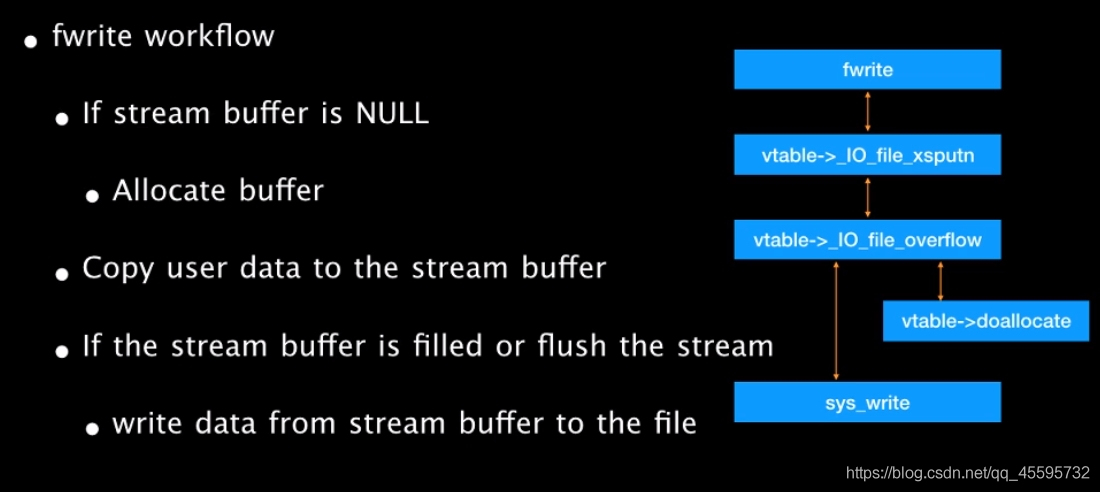 fwrite workflow
If stream buffer is NULL
Allocate buffer
Copy user data to the stream buffer
If the stream buffer is filled or flush the stream
write data from stream buffer to the file
fwrite
vtable->_IO_file_xsputn
vtable->_IO_file_overflow
vtable->doallocate
sys_write
https://blog.csdn.net/qq_45595732